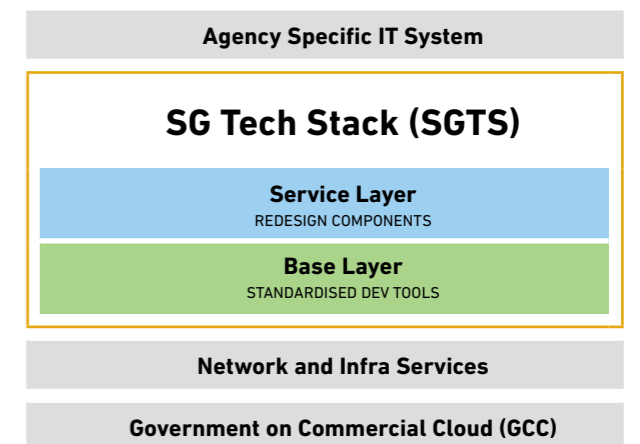 Agency Specific IT System
SG Tech Stack (SGTS)
Service Layer
REDESIGN COMPONENTS
Base Layer
STANDARDISED DEV TOOLS
Network and Infra Services
Government on Commercial Cloud (GCC)